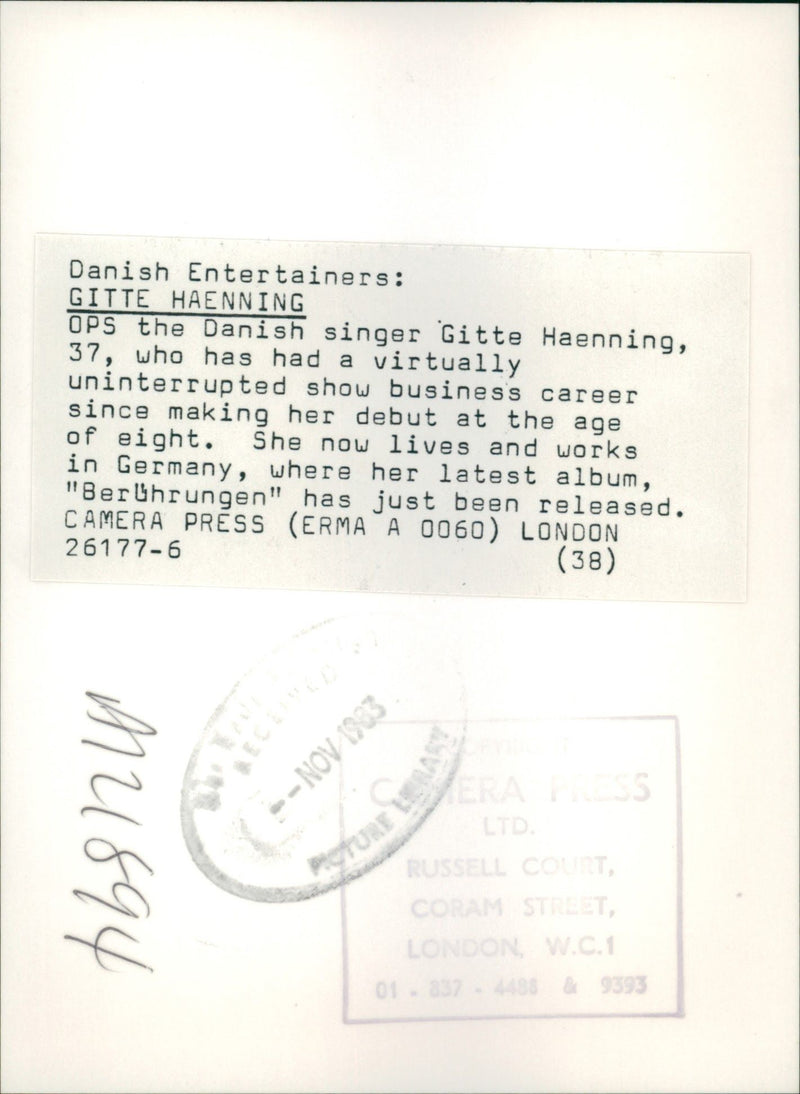 Danish Entertainers:
GITTE HAENNING
OPS the Danish singer Gitte Haenning,
37, who has had a virtually
uninterrupted show business career
since making her debut at the age
of eight. She now lives and works
in Germany, where her latest album,
"Berührungen" has just been released.
CAMERA PRESS (ERMA A 0060) LONDON
26177-6 (38)
RECEIVED
--NOV 1983
PICTURE LIBRARY
COPYRIGHT
CAMERA PRESS
LTD.
RUSSELL COURT,
CORAM STREET,
LONDON, W.C.1
01 - 837 - 4488 & 9393